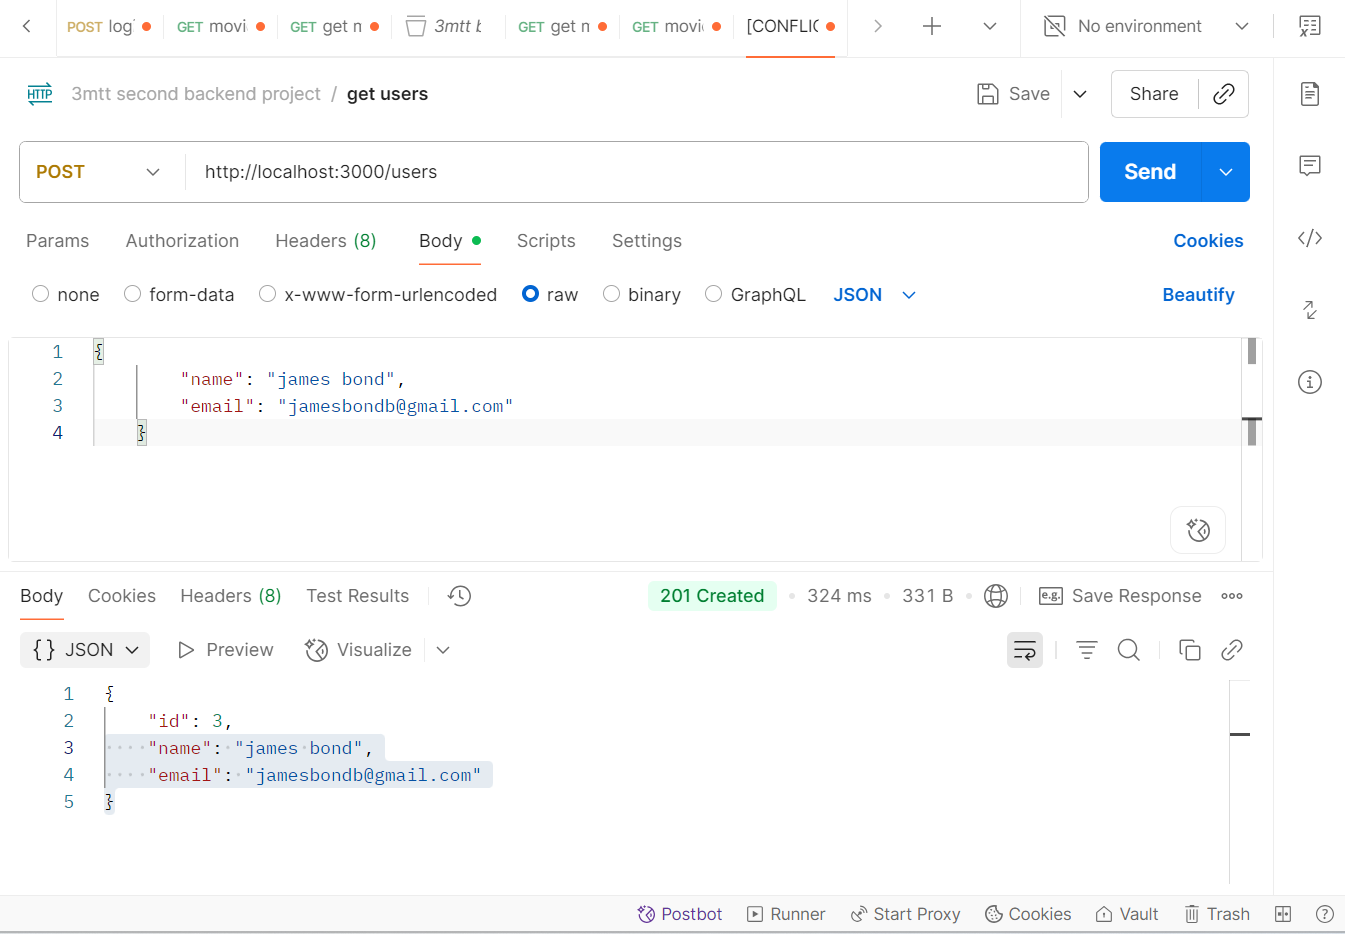 POST log
GET movi
GET get n
3mtt b
GET get n
GET movi
[CONFLIC
No environment
HTTP 3mtt second backend project / get users
Save
Share
POST
http://localhost:3000/users
Send
Params Authorization Headers (8) Body Scripts Settings
Cookies
none form-data x-www-form-urlencoded raw binary GraphQL JSON
Beautify
1 {
2 "name": "james bond",
3 "email": "jamesbondb@gmail.com"
4 }
Body Cookies Headers (8) Test Results
201 Created • 324 ms • 331 B •
e.g. Save Response
{} JSON Preview Visualize
1 {
2 "id": 3,
3 "name": "james bond",
4 "email": "jamesbondb@gmail.com"
5 }
Postbot Runner Start Proxy Cookies Vault Trash